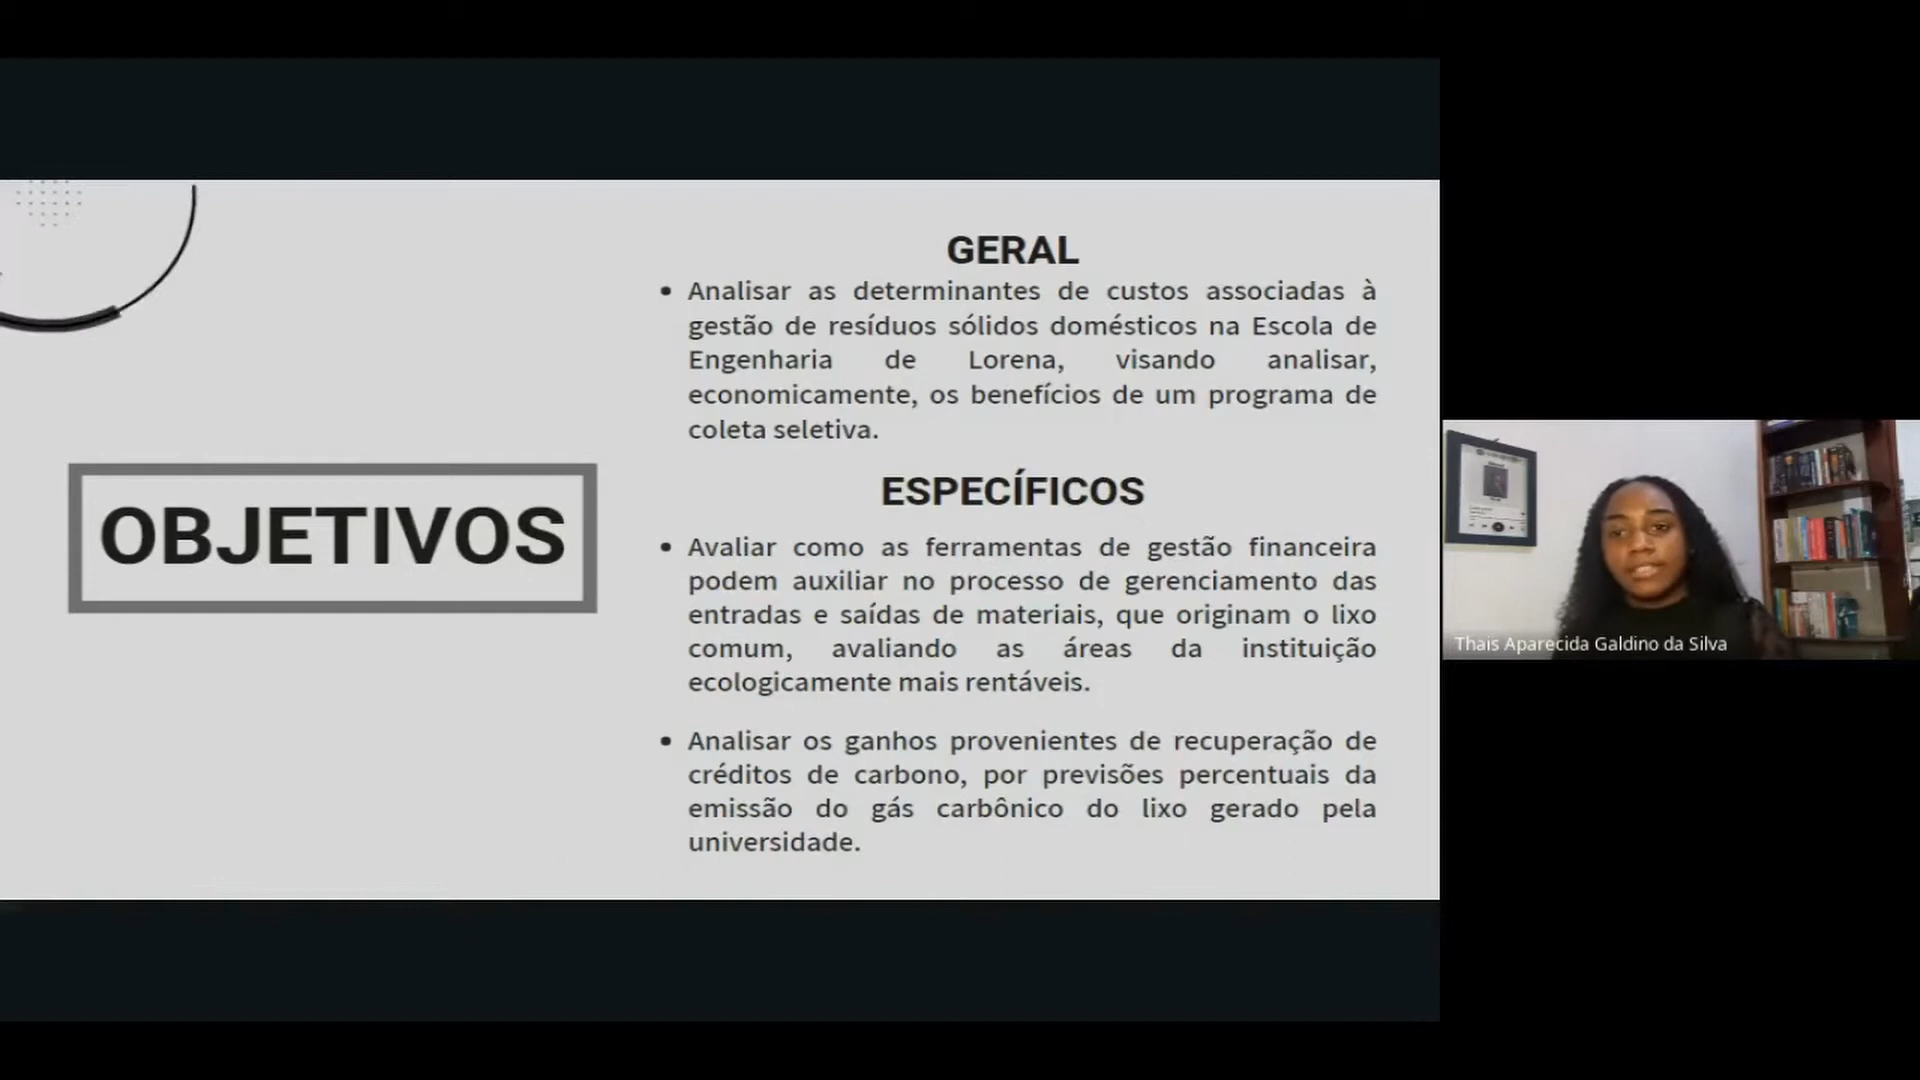 OBJETIVOS
GERAL
• Analisar as determinantes de custos associadas à
gestão de resíduos sólidos domésticos na Escola de
Engenharia de Lorena, visando analisar,
economicamente, os benefícios de um programa de
coleta seletiva.
ESPECÍFICOS
• Avaliar como as ferramentas de gestão financeira
podem auxiliar no processo de gerenciamento das
entradas e saídas de materiais, que originam o lixo
comum, avaliando as áreas da instituição
ecologicamente mais rentáveis.
• Analisar os ganhos provenientes de recuperação de
créditos de carbono, por previsões percentuais da
emissão do gás carbônico do lixo gerado pela
universidade.
Thais Aparecida Galdino da Silva